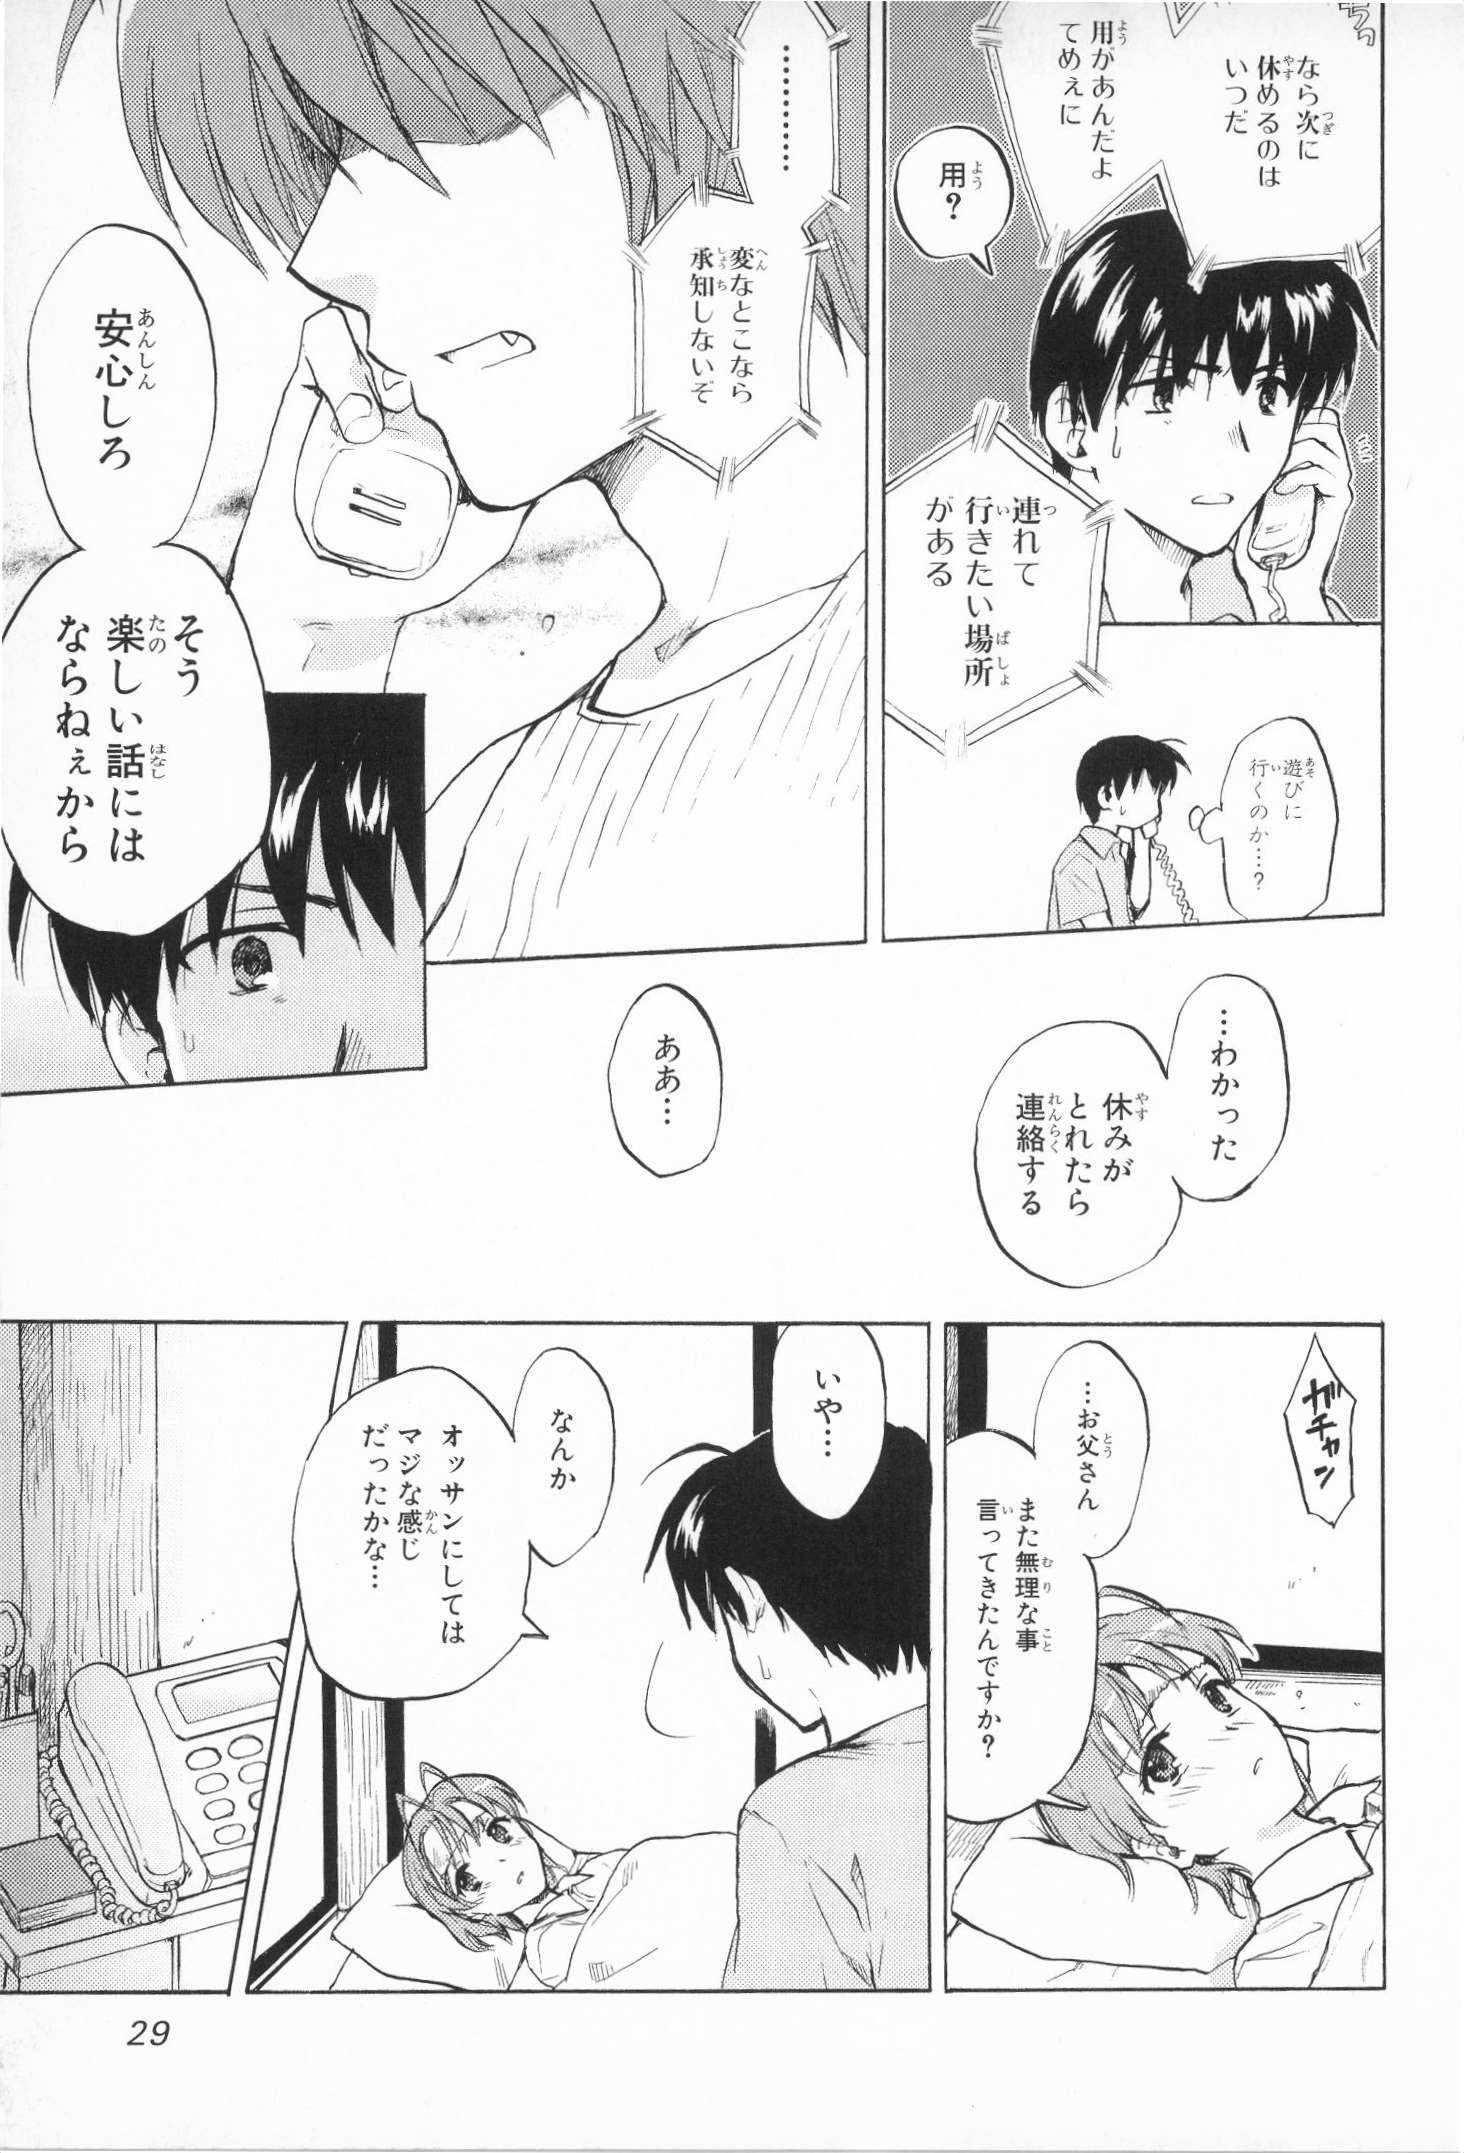 なら次に
休めるのは
いつだ
用があんだよ
てめぇに
用？
連れて
行きたい場所
がある
遊びに
行くのか…？
…………
変なとこなら
承知しないぞ
安心しろ
そう
楽しい話には
ならねぇから
…わかった
休みが
とれたら
連絡する
ああ…
ガチャン
…お父さん
また無理な事
言ってきたんですか？
いや…
なんか
オッサンにしては
マジな感じ
だったかな…
29